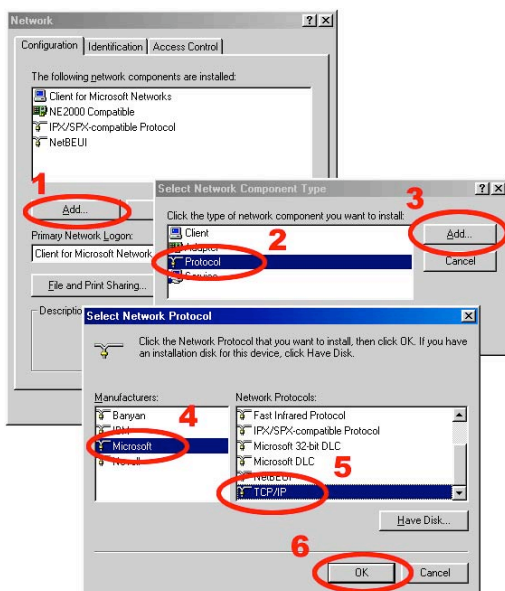 Network
Configuration Identification Access Control
The following network components are installed:
Client for Microsoft Networks
NE2000 Compatible
IPX/SPX-compatible Protocol
NetBEUI
1
Add...
Primary Network Logon:
Client for Microsoft Network
File and Print Sharing...
Descriptio
Select Network Component Type
3
Click the type of network component you want to install:
2
Client
Adapter
Protocol
Service
Add...
Cancel
Select Network Protocol
Click the Network Protocol that you want to install, then click OK. If you have
an installation disk for this device, click Have Disk.
Manufacturers:
Banyan
IBM
Microsoft
Novell
4
Network Protocols:
Fast Infrared Protocol
IPX/SPX-compatible Protocol
Microsoft 32-bit DLC
Microsoft DLC
NetBEUI
TCP/IP
5
Have Disk...
6
OK
Cancel